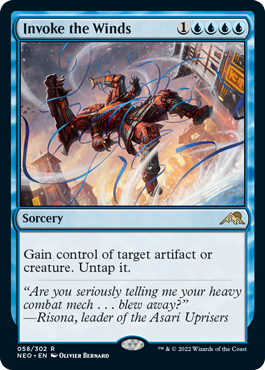 Invoke the Winds 1
Sorcery
Gain control of target artifact or
creature. Untap it.
“Are you seriously telling me your heavy
combat mech . . . blew away?”
—Risona, leader of the Asari Uprisers
058/302 R
NEO • EN Olivier Bernard
™ & © 2022 Wizards of the Coast